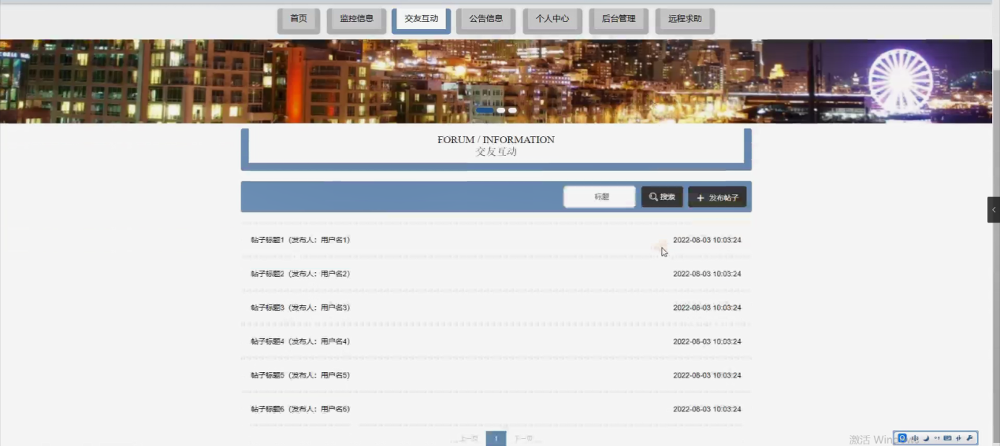 首页 监控信息 交友互动 公告信息 个人中心 后台管理 远程求助
FORUM / INFORMATION
交友互动
标题 搜索 + 发布帖子
帖子标题1（发布人：用户名1） 2022-08-03 10:03:24
帖子标题2（发布人：用户名2） 2022-08-03 10:03:24
帖子标题3（发布人：用户名3） 2022-08-03 10:03:24
帖子标题4（发布人：用户名4） 2022-08-03 10:03:24
帖子标题5（发布人：用户名5） 2022-08-03 10:03:24
帖子标题6（发布人：用户名6） 2022-08-03 10:03:24
上一页 1 下一页
激活 Win
中